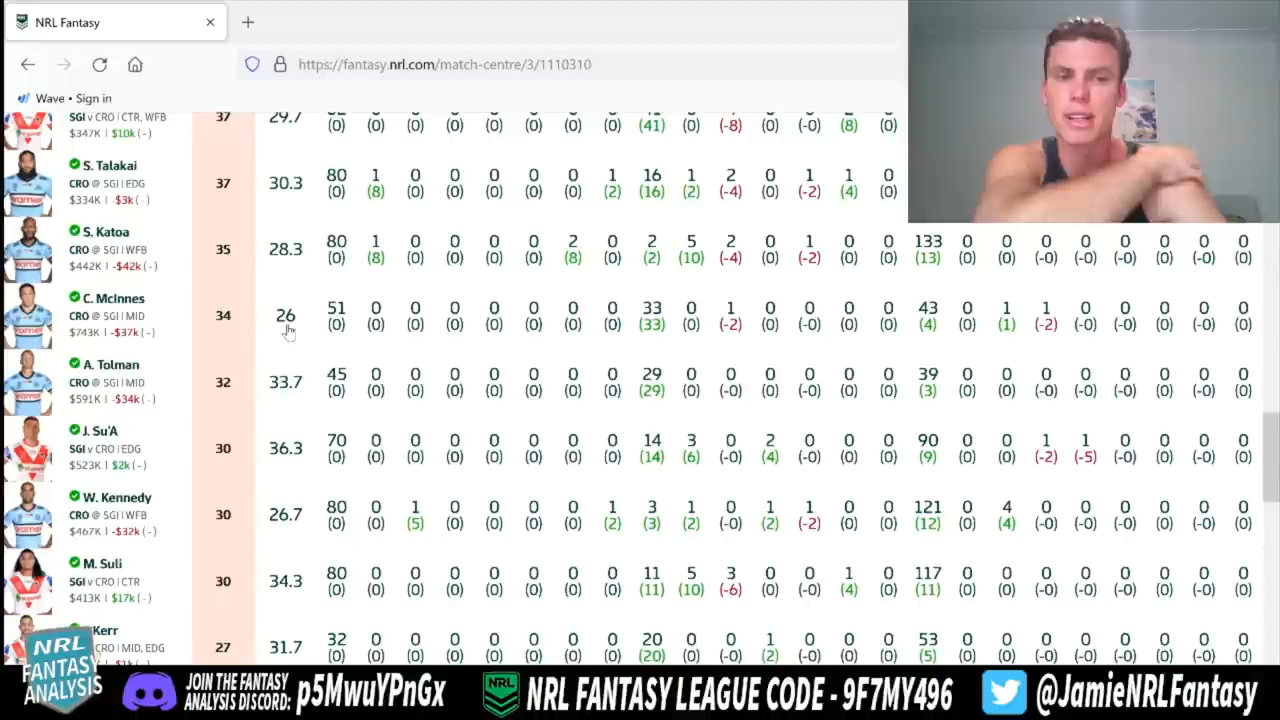 NRL Fantasy
https://fantasy.nrl.com/match-centre/3/1110310
Wave • Sign in
SGI v CRO | CTR, WFB
$347K | $10k (-)
37 29.7
(41) (0) (-8) (0) (-0) (8) (0)
S. Talakai
CRO @ SGI | EDG
$334K | -$3k (-)
37 30.3
80 1 0 0 0 0 0 1 16 1 2 0 1 1 0
(0) (8) (0) (0) (0) (0) (0) (2) (16) (2) (-4) (0) (-2) (4) (0)
S. Katoa
CRO @ SGI | WFB
$442K | -$42k (-)
35 28.3
80 1 0 0 0 0 2 0 2 5 2 0 1 0 0 133 0 0 0 0 0 0 0 0
(0) (8) (0) (0) (0) (0) (8) (0) (2) (10) (-4) (0) (-2) (0) (0) (13) (0) (0) (-0) (-0) (-0) (-0) (-0) (0)
C. McInnes
CRO @ SGI | MID
$743K | -$37k (-)
34 26
51 0 0 0 0 0 0 0 33 0 1 0 0 0 0 43 0 1 1 0 0 0 0 0
(0) (0) (0) (0) (0) (0) (0) (0) (33) (0) (-2) (0) (-0) (0) (0) (4) (0) (1) (-2) (-0) (-0) (-0) (-0) (0)
A. Tolman
CRO @ SGI | MID
$591K | -$34k (-)
32 33.7
45 0 0 0 0 0 0 0 29 0 0 0 0 0 0 39 0 0 0 0 0 0 0 0
(0) (0) (0) (0) (0) (0) (0) (0) (29) (0) (-0) (0) (-0) (0) (0) (3) (0) (0) (-0) (-0) (-0) (-0) (-0) (0)
J. Su'A
SGI v CRO | EDG
$523K | $2k (-)
30 36.3
70 0 0 0 0 0 0 0 14 3 0 2 0 0 0 90 0 0 1 1 0 0 0 0
(0) (0) (0) (0) (0) (0) (0) (0) (14) (6) (-0) (4) (-0) (0) (0) (9) (0) (0) (-2) (-5) (-0) (-0) (-0) (0)
W. Kennedy
CRO @ SGI | WFB
$467K | -$32k (-)
30 26.7
80 0 1 0 0 0 0 1 3 1 0 1 1 0 0 121 0 4 0 0 0 0 0 0
(0) (0) (5) (0) (0) (0) (0) (2) (3) (2) (-0) (2) (-2) (0) (0) (12) (0) (4) (-0) (-0) (-0) (-0) (-0) (0)
M. Suli
SGI v CRO | CTR
$413K | $17k (-)
30 34.3
80 0 0 0 0 0 0 0 11 5 3 0 0 1 0 117 0 0 0 0 0 0 0 0
(0) (0) (0) (0) (0) (0) (0) (0) (11) (10) (-6) (0) (-0) (4) (0) (11) (0) (0) (-0) (-0) (-0) (-0) (-0) (0)
Kerr
CRO | MID, EDG
27 31.7
32 0 0 0 0 0 0 0 20 0 0 1 0 0 0 53 0 0 0 0 0 0 0 0
(0) (0) (0) (0) (0) (0) (0) (0) (20) (0) (-0) (2) (-0) (0) (0) (5) (0) (0) (-0) (-0) (-0) (-0) (-0) (0)
NRL
FANTASY
ANALYSIS
JOIN THE FANTASY
ANALYSIS DISCORD:
p5MwuYPnGx
NRL
NRL FANTASY LEAGUE CODE - 9F7MY496
@JamieNRLFantasy